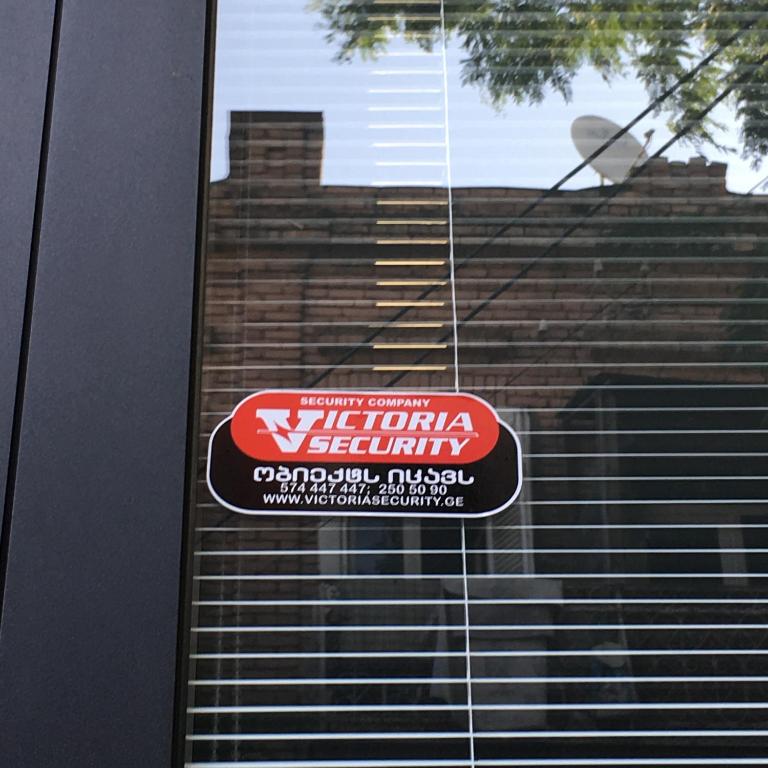 SECURITY COMPANY
VICTORIA
SECURITY
ᲝᲑᲘᲔᲥᲢᲡ ᲘᲪᲐᲕᲡ
574 447 447; 250 50 90
WWW.VICTORIASECURITY.GE